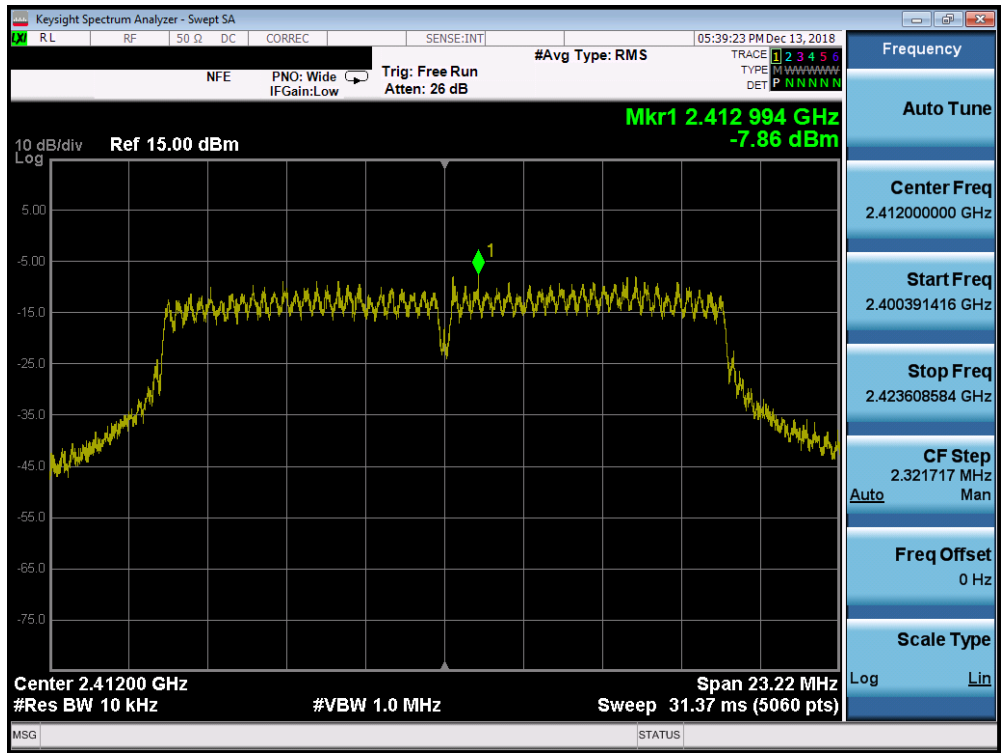 Keysight Spectrum Analyzer - Swept SA
LXI RL RF 50 Ω DC CORREC SENSE:INT 05:39:23 PM Dec 13, 2018
#Avg Type: RMS
TRACE 1 2 3 4 5 6
TYPE M W W W W W
DET P N N N N N
NFE PNO: Wide Trig: Free Run
IFGain:Low Atten: 26 dB
Mkr1 2.412 994 GHz
-7.86 dBm
10 dB/div Ref 15.00 dBm
Log
5.00
-5.00
1
-15.0
-25.0
-35.0
-45.0
-55.0
-65.0
-75.0
Center 2.41200 GHz Span 23.22 MHz
#Res BW 10 kHz #VBW 1.0 MHz Sweep 31.37 ms (5060 pts)
MSG STATUS
Frequency
Auto Tune
Center Freq
2.412000000 GHz
Start Freq
2.400391416 GHz
Stop Freq
2.423608584 GHz
CF Step
2.321717 MHz
Auto Man
Freq Offset
0 Hz
Scale Type
Log Lin